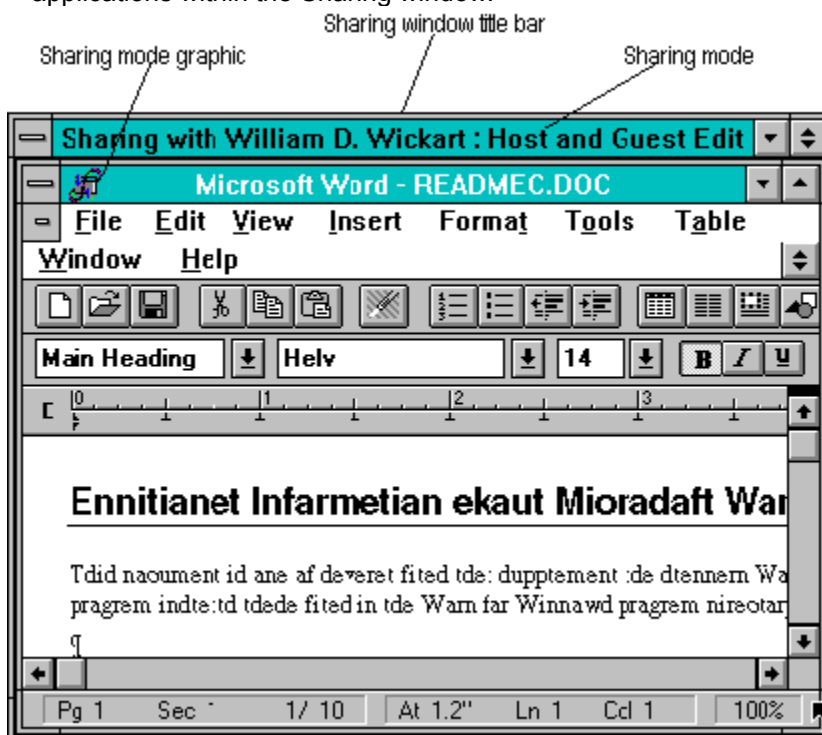 applications within the Sharing window.
Sharing window title bar
Sharing mode graphic Sharing mode
Sharing with William D. Wickart : Host and Guest Edit
Microsoft Word - README​C.DOC
File Edit View Insert Format Tools Table
Window Help
Main Heading Helv 14 B I U
0 1 2 3
Ennitianet Infarmetian ekaut Mioradaft War
Tdid naoument id ane af deveret fited tde: dupptement :de dtennern Wa
pragrem indte:td tdede fited in tde Warn far Winnawd pragrem nireotar
¶
Pg 1 Sec 1/ 10 At 1.2" Ln 1 Col 1 100%